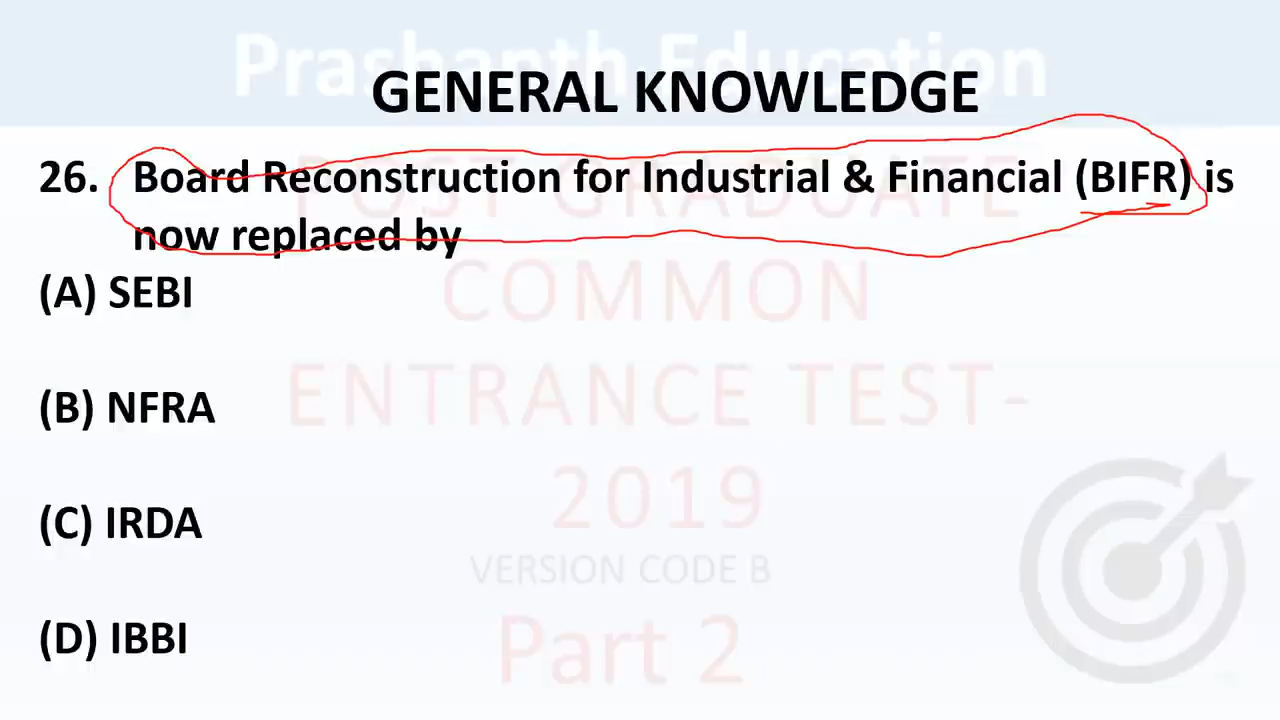 Prashanth Education
GENERAL KNOWLEDGE
26. Board Reconstruction for Industrial & Financial (BIFR) is
now replaced by
(A) SEBI
(B) NFRA
(C) IRDA
(D) IBBI
POST GRADUATE
COMMON
ENTRANCE TEST-
2019
VERSION CODE B
Part 2